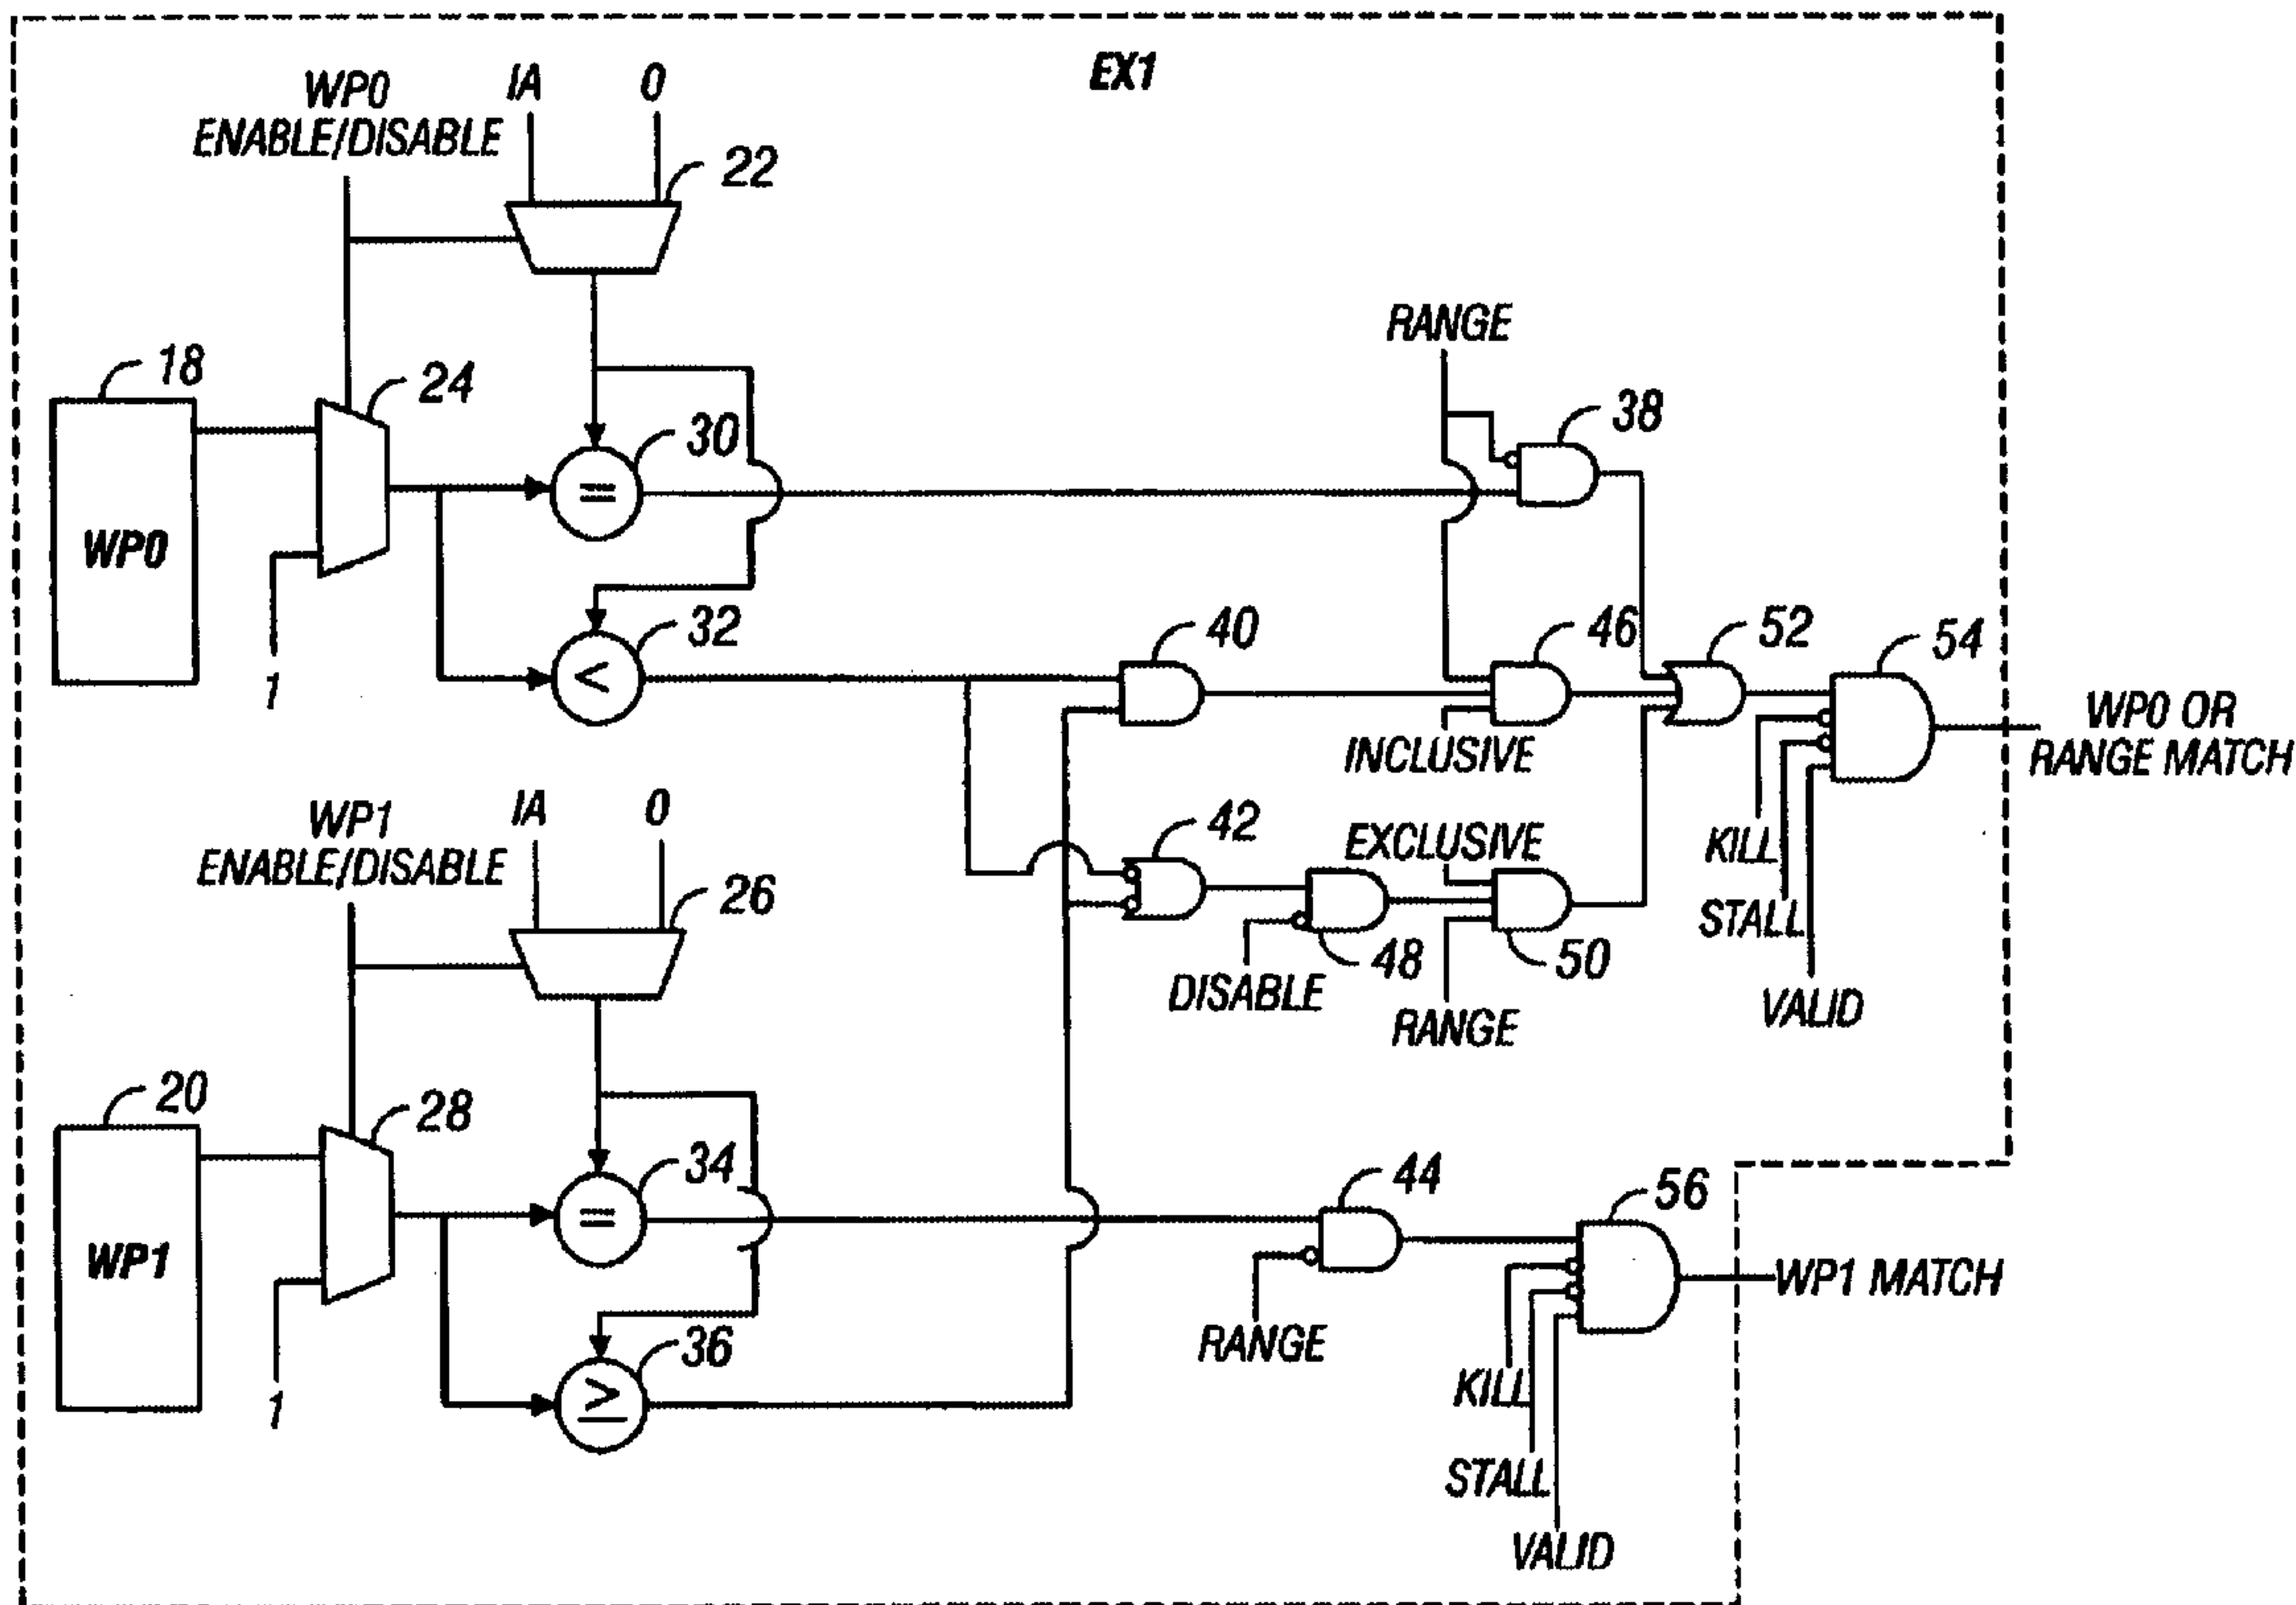 EX1
WP0
ENABLE/DISABLE
IA
0
22
RANGE
18
24
30
38
=
WP0
1
32
<
40
46
52
54
WP0 OR
RANGE MATCH
INCLUSIVE
WP1
ENABLE/DISABLE
IA
0
26
42
EXCLUSIVE
KILL
STALL
VALID
DISABLE
48
50
RANGE
20
28
34
44
56
=
WP1
1
36
≥
RANGE
WP1 MATCH
KILL
STALL
VALID